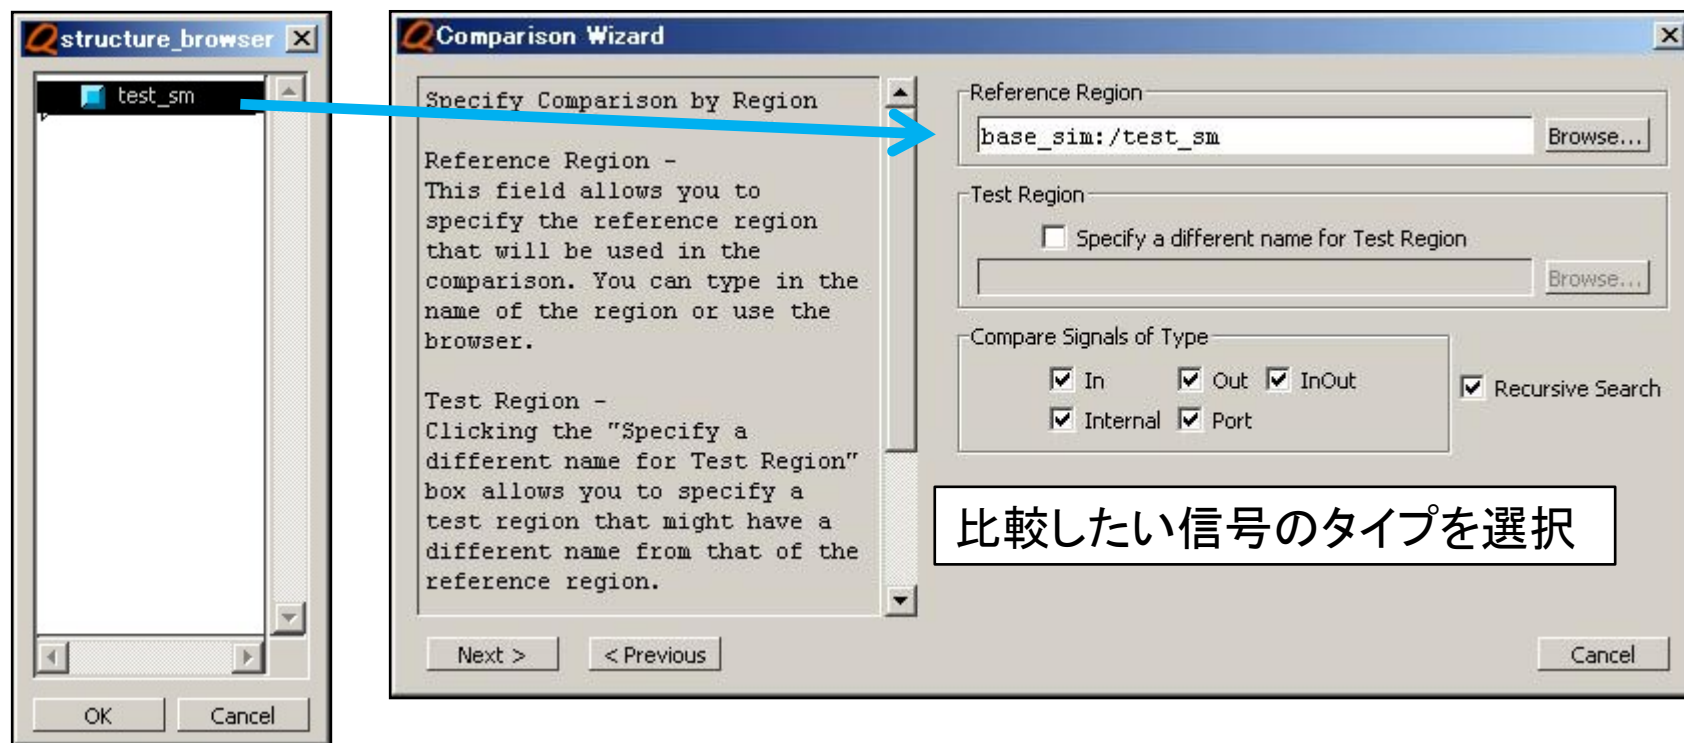 structure_browser
test_sm
OK
Cancel
Comparison Wizard
Specify Comparison by Region
Reference Region -
This field allows you to
specify the reference region
that will be used in the
comparison. You can type in the
name of the region or use the
browser.
Test Region -
Clicking the "Specify a
different name for Test Region"
box allows you to specify a
test region that might have a
different name from that of the
reference region.
Next >
< Previous
Reference Region
base_sim:/test_sm
Browse...
Test Region
Specify a different name for Test Region
Browse...
Compare Signals of Type
In
Out
InOut
Internal
Port
Recursive Search
比較したい信号のタイプを選択
Cancel